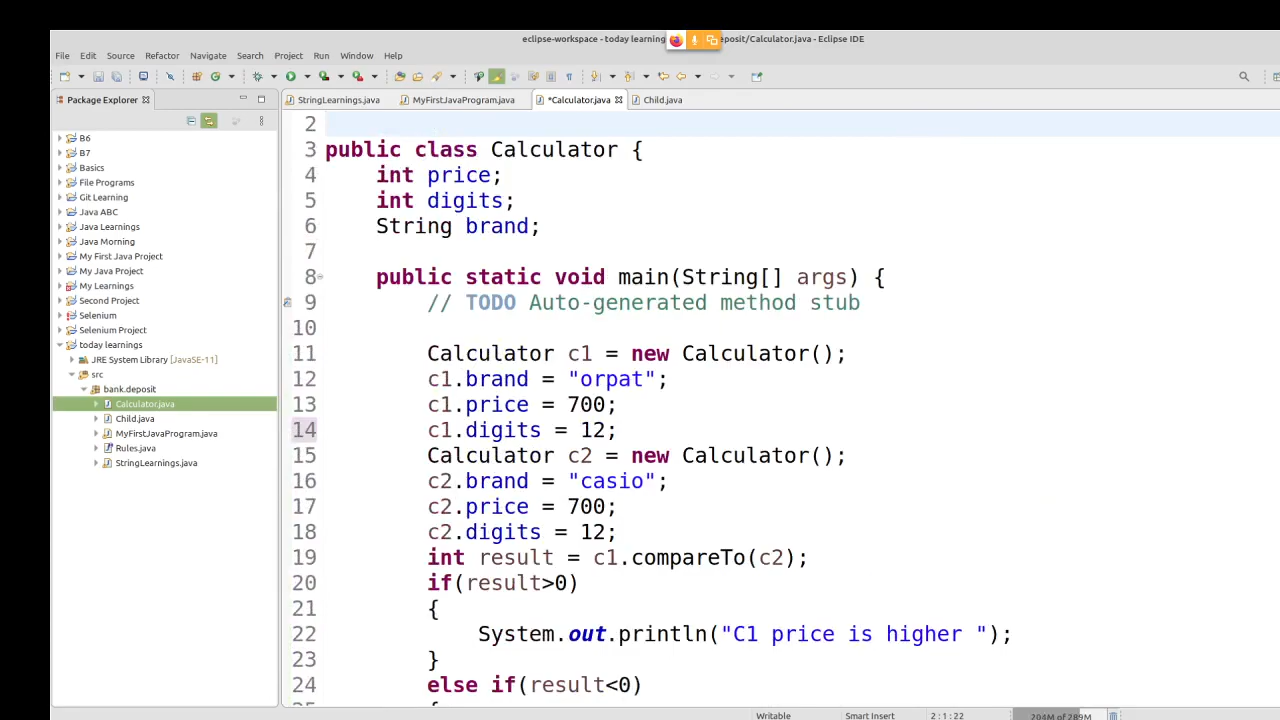 eclipse-workspace - today learning
eposit/Calculator.java - Eclipse IDE
File Edit Source Refactor Navigate Search Project Run Window Help
Package Explorer
StringLearnings.java MyFirstJavaProgram.java *Calculator.java Child.java
B6
B7
Basics
File Programs
Git Learning
Java ABC
Java Learnings
Java Morning
My First Java Project
My Java Project
My Learnings
Second Project
Selenium
Selenium Project
today learnings
JRE System Library [JavaSE-11]
src
bank.deposit
Calculator.java
Child.java
MyFirstJavaProgram.java
Rules.java
StringLearnings.java
2
3 public class Calculator {
4 int price;
5 int digits;
6 String brand;
7
8 public static void main(String[] args) {
9 // TODO Auto-generated method stub
10
11 Calculator c1 = new Calculator();
12 c1.brand = "orpat";
13 c1.price = 700;
14 c1.digits = 12;
15 Calculator c2 = new Calculator();
16 c2.brand = "casio";
17 c2.price = 700;
18 c2.digits = 12;
19 int result = c1.compareTo(c2);
20 if(result>0)
21 {
22 System.out.println("C1 price is higher ");
23 }
24 else if(result<0)
Writable Smart Insert 2 : 1 : 22 204M of 289M